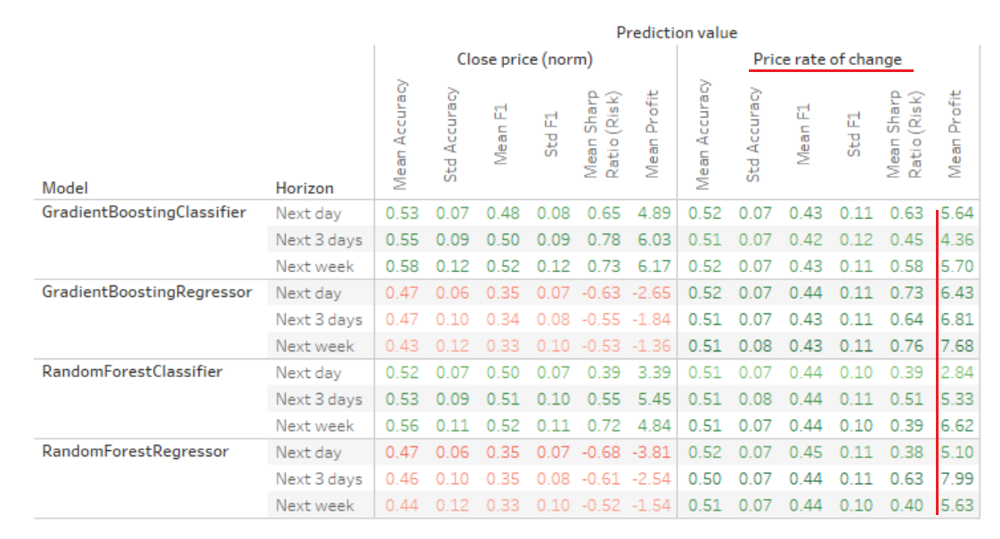 Prediction value
Close price (norm) Price rate of change
Model Horizon Mean Accuracy Std Accuracy Mean F1 Std F1 Mean Sharp Ratio (Risk) Mean Profit Mean Accuracy Std Accuracy Mean F1 Std F1 Mean Sharp Ratio (Risk) Mean Profit
GradientBoostingClassifier Next day 0.53 0.07 0.48 0.08 0.65 4.89 0.52 0.07 0.43 0.11 0.63 5.64
Next 3 days 0.55 0.09 0.50 0.09 0.78 6.03 0.51 0.07 0.42 0.12 0.45 4.36
Next week 0.58 0.12 0.52 0.12 0.73 6.17 0.52 0.07 0.43 0.11 0.58 5.70
GradientBoostingRegressor Next day 0.47 0.06 0.35 0.07 -0.63 -2.65 0.52 0.07 0.44 0.11 0.73 6.43
Next 3 days 0.47 0.10 0.34 0.08 -0.55 -1.84 0.51 0.07 0.43 0.11 0.64 6.81
Next week 0.43 0.12 0.33 0.10 -0.53 -1.36 0.51 0.08 0.43 0.11 0.76 7.68
RandomForestClassifier Next day 0.52 0.07 0.50 0.07 0.39 3.39 0.51 0.07 0.44 0.10 0.39 2.84
Next 3 days 0.53 0.09 0.51 0.10 0.55 5.45 0.51 0.08 0.44 0.11 0.51 5.33
Next week 0.56 0.11 0.52 0.11 0.72 4.84 0.51 0.07 0.44 0.10 0.39 6.62
RandomForestRegressor Next day 0.47 0.06 0.35 0.07 -0.68 -3.81 0.52 0.07 0.45 0.11 0.38 5.10
Next 3 days 0.46 0.10 0.35 0.08 -0.61 -2.54 0.50 0.07 0.44 0.11 0.63 7.99
Next week 0.44 0.12 0.33 0.10 -0.52 -1.54 0.51 0.07 0.44 0.10 0.40 5.63